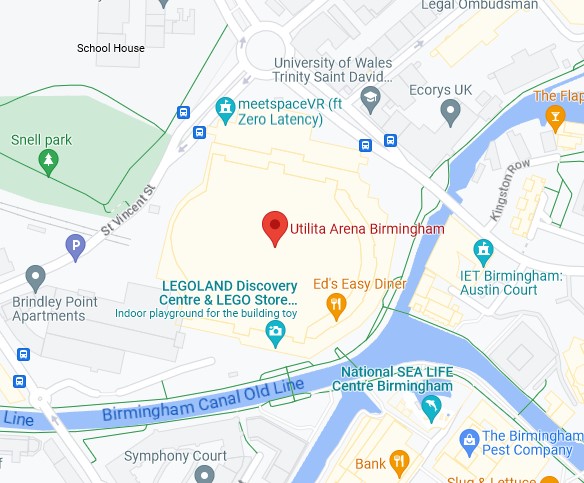 Legal Ombudsman
School House
University of Wales
Trinity Saint David...
Ecorys UK
meetspaceVR (ft
Zero Latency)
The Flap
Snell park
Kingston Row
St Vincent St
Utilita Arena Birmingham
P
IET Birmingham:
Austin Court
LEGOLAND Discovery
Centre & LEGO Store...
Indoor playground for the building toy
Ed's Easy Diner
Brindley Point
Apartments
National SEA LIFE
Centre Birmingham
Birmingham Canal Old Line
Line
The Birmingham
Pest Company
Symphony Court
Bank
Slug & Lettuce